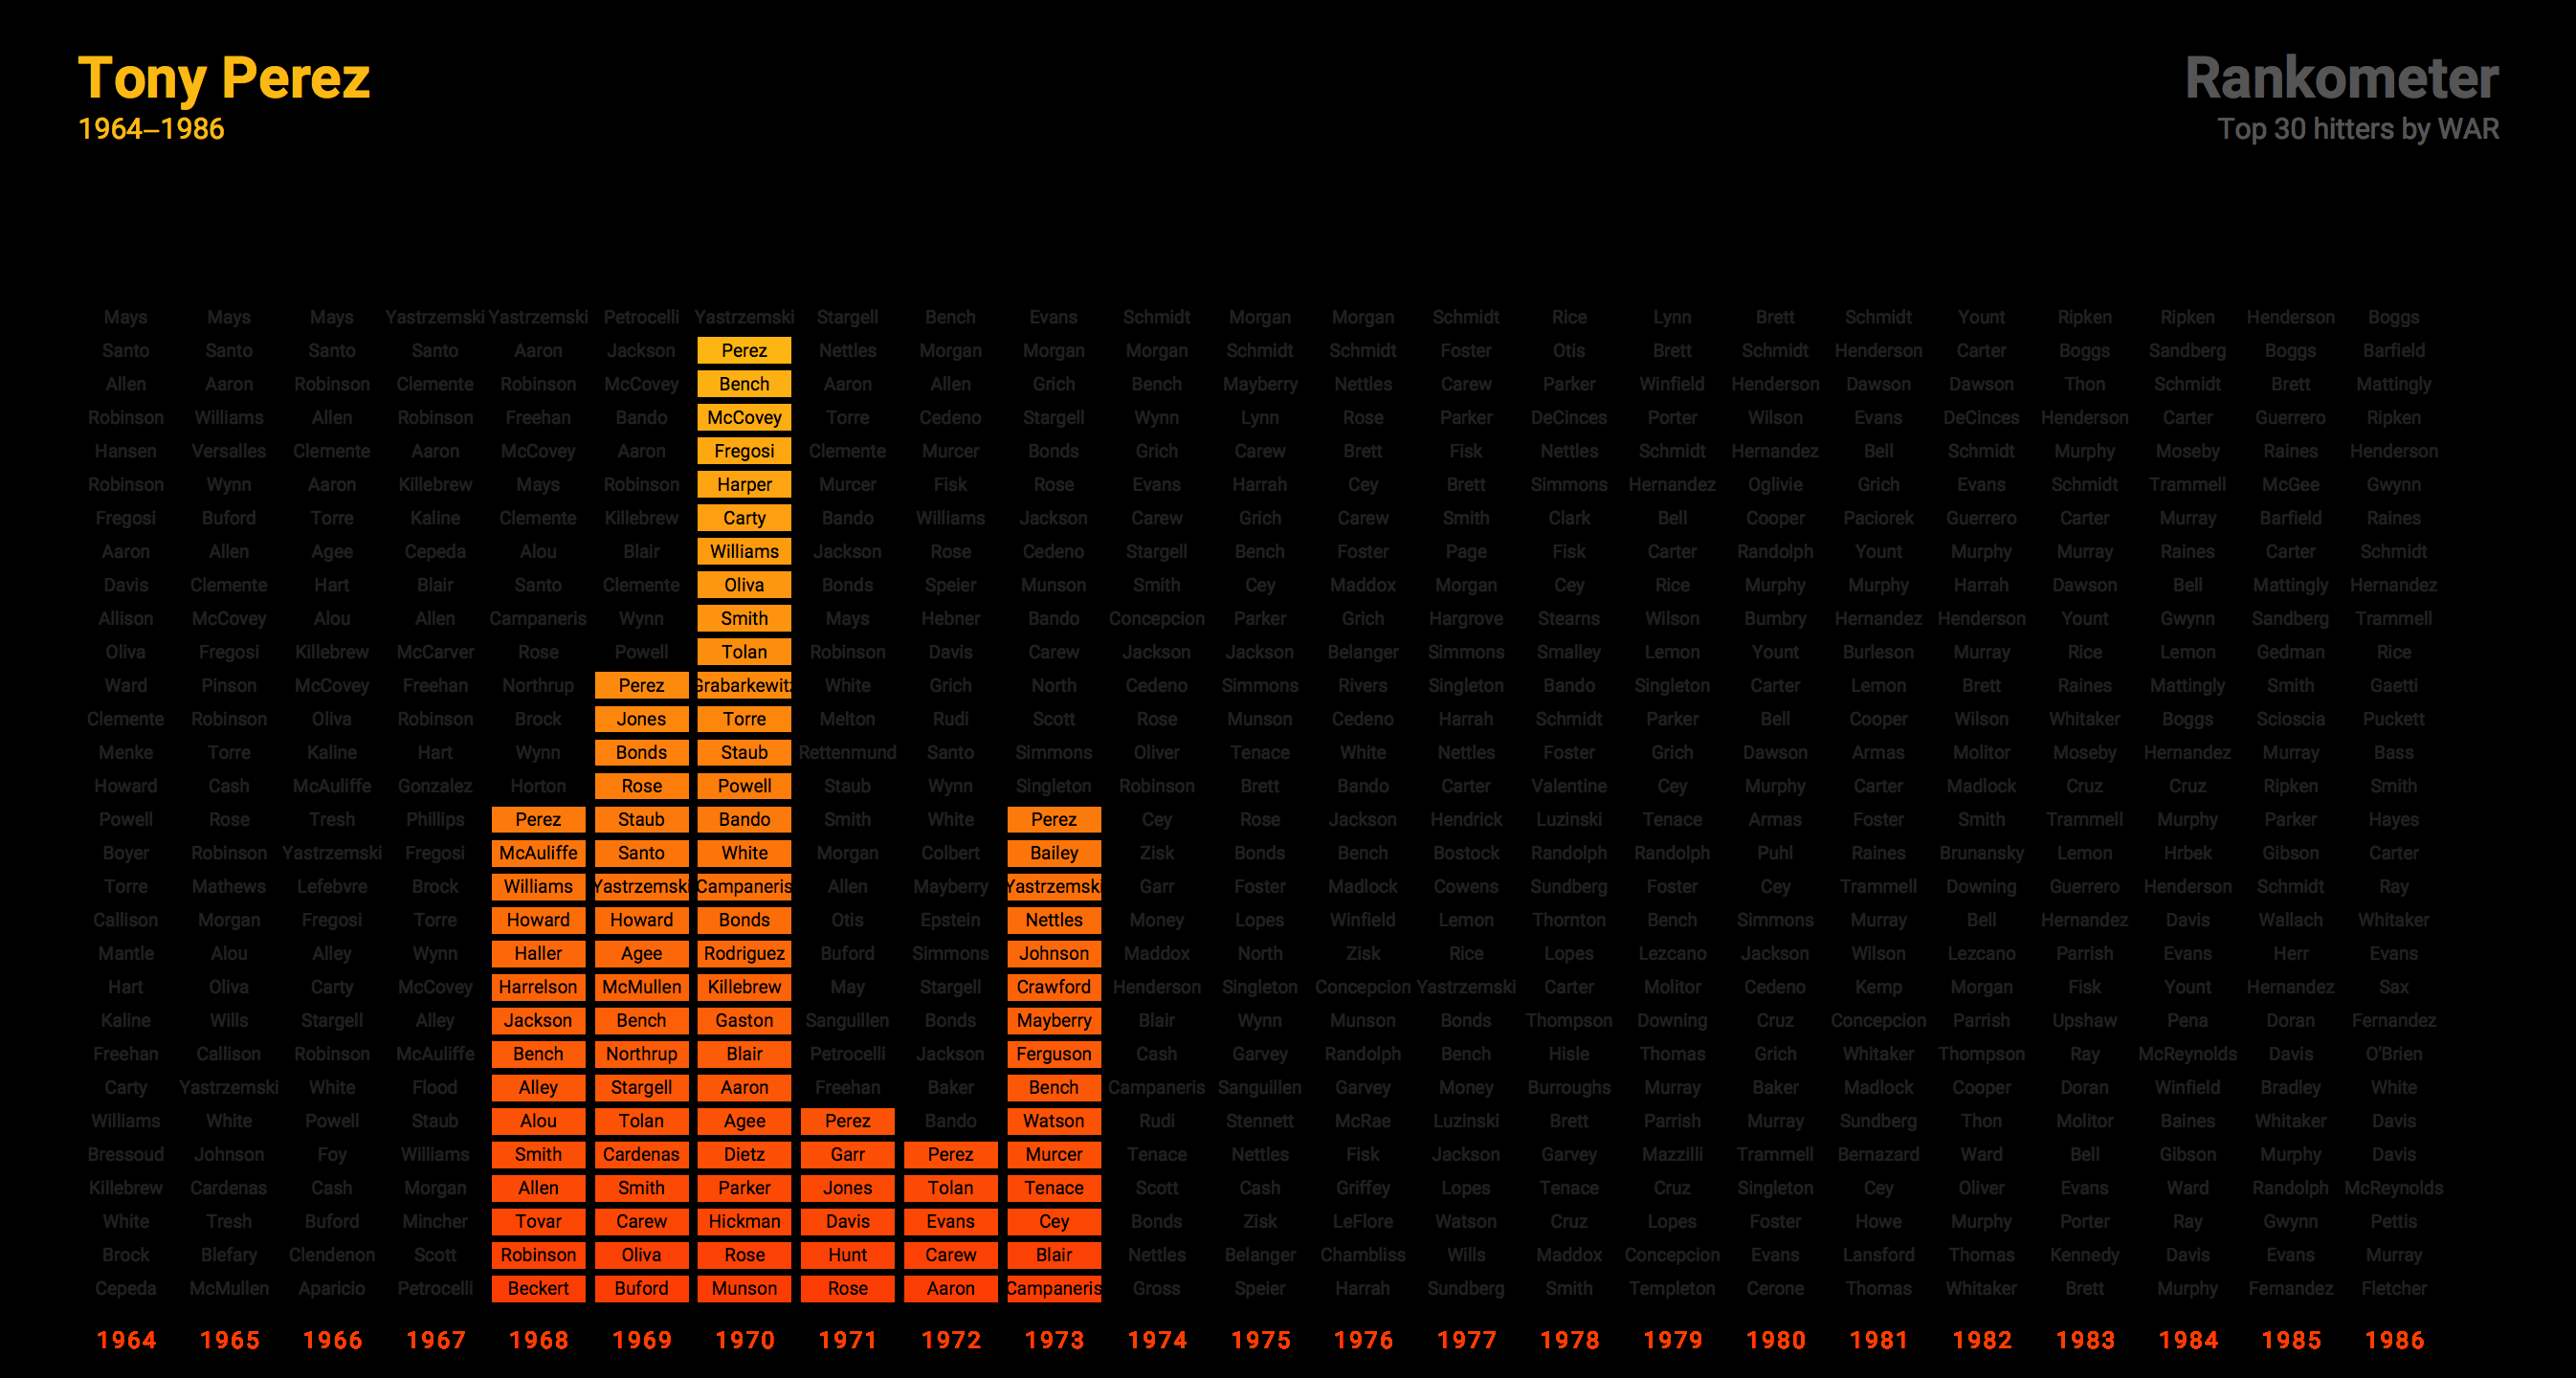 Tony Perez
1964–1986
Rankometer
Top 30 hitters by WAR
Mays Mays Mays Yastrzemski Yastrzemski Petrocelli Yastrzemski Stargell Bench Evans Schmidt Morgan Morgan Schmidt Rice Lynn Brett Schmidt Yount Ripken Ripken Henderson Boggs
Santo Santo Santo Santo Aaron Jackson Perez Nettles Morgan Morgan Morgan Schmidt Schmidt Foster Otis Brett Schmidt Henderson Carter Boggs Sandberg Boggs Barfield
Allen Aaron Robinson Clemente Robinson McCovey Bench Aaron Allen Grich Bench Mayberry Nettles Carew Parker Winfield Henderson Dawson Dawson Thon Schmidt Brett Mattingly
Robinson Williams Allen Robinson Freehan Bando McCovey Torre Cedeno Stargell Wynn Lynn Rose Parker DeCinces Porter Wilson Evans DeCinces Henderson Carter Guerrero Ripken
Hansen Versalles Clemente Aaron McCovey Aaron Fregosi Clemente Murcer Bonds Grich Carew Brett Fisk Nettles Schmidt Hernandez Bell Schmidt Murphy Moseby Raines Henderson
Robinson Wynn Aaron Killebrew Mays Robinson Harper Murcer Fisk Rose Evans Harrah Cey Brett Simmons Hernandez Oglivie Grich Evans Schmidt Trammell McGee Gwynn
Fregosi Buford Torre Kaline Clemente Killebrew Carty Bando Williams Jackson Carew Grich Carew Smith Clark Bell Cooper Paciorek Guerrero Carter Murray Barfield Raines
Aaron Allen Agee Cepeda Alou Blair Williams Jackson Rose Cedeno Stargell Bench Foster Page Fisk Carter Randolph Yount Murphy Murray Raines Carter Schmidt
Davis Clemente Hart Blair Santo Clemente Oliva Bonds Speier Munson Smith Cey Maddox Morgan Cey Rice Murphy Murphy Harrah Dawson Bell Mattingly Hernandez
Allison McCovey Alou Allen Campaneris Wynn Smith Mays Hebner Bando Concepcion Parker Grich Hargrove Stearns Wilson Bumbry Hernandez Henderson Yount Gwynn Sandberg Trammell
Oliva Fregosi Killebrew McCarver Rose Powell Tolan Robinson Davis Carew Jackson Jackson Belanger Simmons Smalley Lemon Yount Burleson Murray Rice Lemon Gedman Rice
Ward Pinson McCovey Freehan Northrup Perez Grabarkewitz White Grich North Cedeno Simmons Rivers Singleton Bando Singleton Carter Lemon Brett Raines Mattingly Smith Gaetti
Clemente Robinson Oliva Robinson Brock Jones Torre Melton Rudi Scott Rose Munson Cedeno Harrah Schmidt Parker Bell Cooper Wilson Whitaker Boggs Scioscia Puckett
Menke Torre Kaline Hart Wynn Bonds Staub Rettenmund Santo Simmons Oliver Tenace White Nettles Foster Grich Dawson Armas Molitor Moseby Hernandez Murray Bass
Howard Cash McAuliffe Gonzalez Horton Rose Powell Staub Wynn Singleton Robinson Brett Bando Carter Valentine Cey Murphy Carter Madlock Cruz Cruz Ripken Smith
Powell Rose Tresh Phillips Perez Staub Bando Smith White Perez Cey Rose Jackson Hendrick Luzinski Tenace Armas Foster Smith Trammell Murphy Parker Hayes
Boyer Robinson Yastrzemski Fregosi McAuliffe Santo White Morgan Colbert Bailey Zisk Bonds Bench Bostock Randolph Randolph Puhl Raines Brunansky Lemon Hrbek Gibson Carter
Torre Mathews Lefebvre Brock Williams Yastrzemski Campaneris Allen Mayberry Yastrzemski Garr Foster Madlock Cowens Sundberg Foster Cey Trammell Downing Guerrero Henderson Schmidt Ray
Callison Morgan Fregosi Torre Howard Howard Bonds Otis Epstein Nettles Money Lopes Winfield Lemon Thornton Bench Simmons Murray Bell Hernandez Davis Wallach Whitaker
Mantle Alou Alley Wynn Haller Agee Rodriguez Buford Simmons Johnson Maddox North Zisk Rice Lopes Lezcano Jackson Wilson Lezcano Parrish Evans Herr Evans
Hart Oliva Carty McCovey Harrelson McMullen Killebrew May Stargell Crawford Henderson Singleton Concepcion Yastrzemski Carter Molitor Cedeno Kemp Morgan Fisk Yount Hernandez Sax
Kaline Wills Stargell Alley Jackson Bench Gaston Sanguillen Bonds Mayberry Blair Wynn Munson Bonds Thompson Downing Cruz Concepcion Parrish Upshaw Pena Doran Fernandez
Freehan Callison Robinson McAuliffe Bench Northrup Blair Petrocelli Jackson Ferguson Cash Garvey Randolph Bench Hisle Thomas Grich Whitaker Thompson Ray McReynolds Davis O'Brien
Carty Yastrzemski White Flood Alley Stargell Aaron Freehan Baker Bench Campaneris Sanguillen Garvey Money Burroughs Murray Baker Madlock Cooper Doran Winfield Bradley White
Williams White Powell Staub Alou Tolan Agee Perez Bando Watson Rudi Stennett McRae Luzinski Brett Parrish Murray Sundberg Thon Molitor Baines Whitaker Davis
Bressoud Johnson Foy Williams Smith Cardenas Dietz Garr Perez Murcer Tenace Nettles Fisk Jackson Garvey Mazzilli Trammell Bernazard Ward Bell Gibson Murphy Davis
Killebrew Cardenas Cash Morgan Allen Smith Parker Jones Tolan Tenace Scott Cash Griffey Lopes Tenace Cruz Singleton Cey Oliver Evans Ward Randolph McReynolds
White Tresh Buford Mincher Tovar Carew Hickman Davis Evans Cey Bonds Zisk LeFlore Watson Cruz Lopes Foster Howe Murphy Porter Ray Gwynn Pettis
Brock Blefary Clendenon Scott Robinson Oliva Rose Hunt Carew Blair Nettles Belanger Chambliss Wills Maddox Concepcion Evans Lansford Thomas Kennedy Davis Evans Murray
Cepeda McMullen Aparicio Petrocelli Beckert Buford Munson Rose Aaron Campaneris Gross Speier Harrah Sundberg Smith Templeton Cerone Thomas Whitaker Brett Murphy Fernandez Fletcher
1964 1965 1966 1967 1968 1969 1970 1971 1972 1973 1974 1975 1976 1977 1978 1979 1980 1981 1982 1983 1984 1985 1986